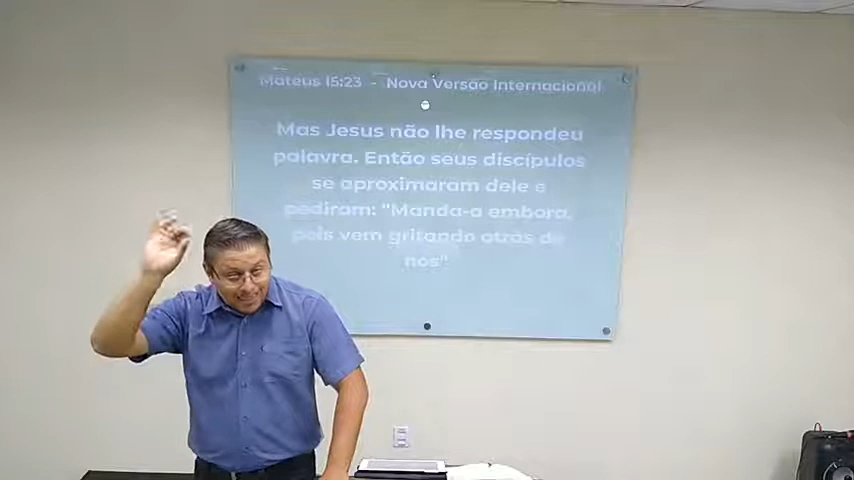 Mateus 15:23 - Nova Versão Internacional
Mas Jesus não lhe respondeu
palavra. Então seus discípulos
se aproximaram dele e
pediram: "Manda-a embora,
pois vem gritando atrás de
nós"